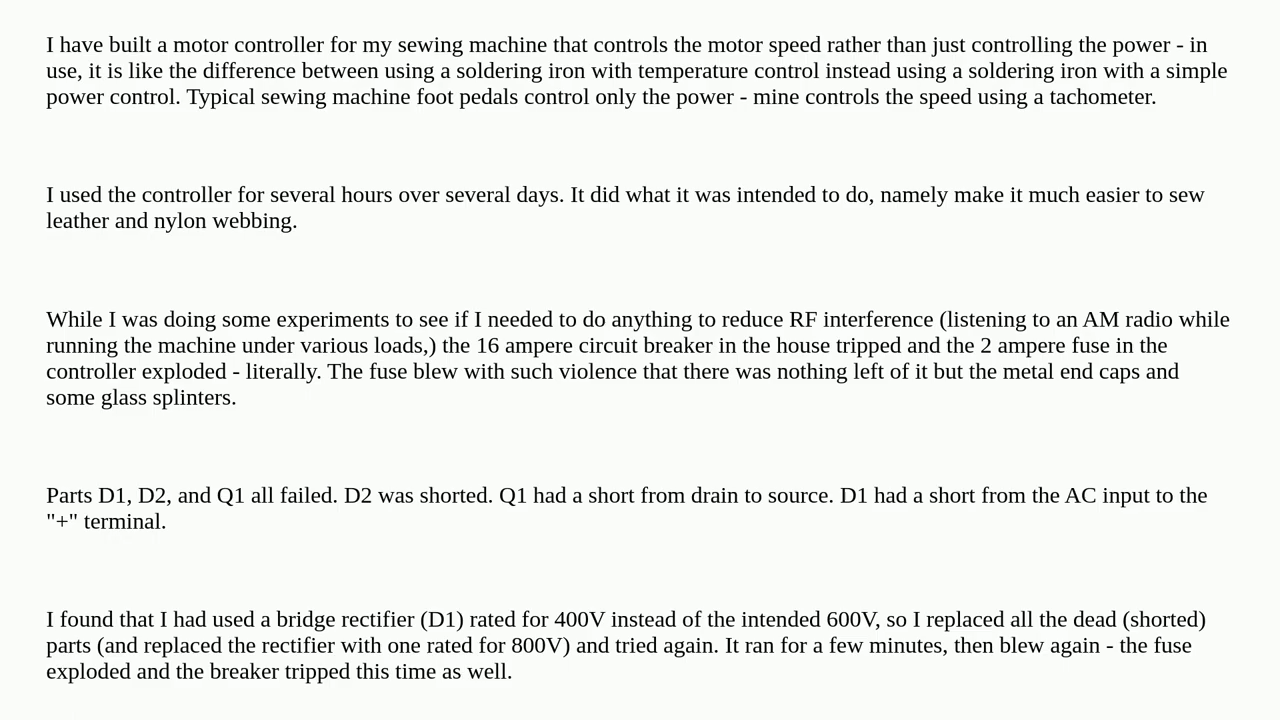 I have built a motor controller for my sewing machine that controls the motor speed rather than just controlling the power - in
use, it is like the difference between using a soldering iron with temperature control instead using a soldering iron with a simple
power control. Typical sewing machine foot pedals control only the power - mine controls the speed using a tachometer.
I used the controller for several hours over several days. It did what it was intended to do, namely make it much easier to sew
leather and nylon webbing.
While I was doing some experiments to see if I needed to do anything to reduce RF interference (listening to an AM radio while
running the machine under various loads,) the 16 ampere circuit breaker in the house tripped and the 2 ampere fuse in the
controller exploded - literally. The fuse blew with such violence that there was nothing left of it but the metal end caps and
some glass splinters.
Parts D1, D2, and Q1 all failed. D2 was shorted. Q1 had a short from drain to source. D1 had a short from the AC input to the
"+" terminal.
I found that I had used a bridge rectifier (D1) rated for 400V instead of the intended 600V, so I replaced all the dead (shorted)
parts (and replaced the rectifier with one rated for 800V) and tried again. It ran for a few minutes, then blew again - the fuse
exploded and the breaker tripped this time as well.